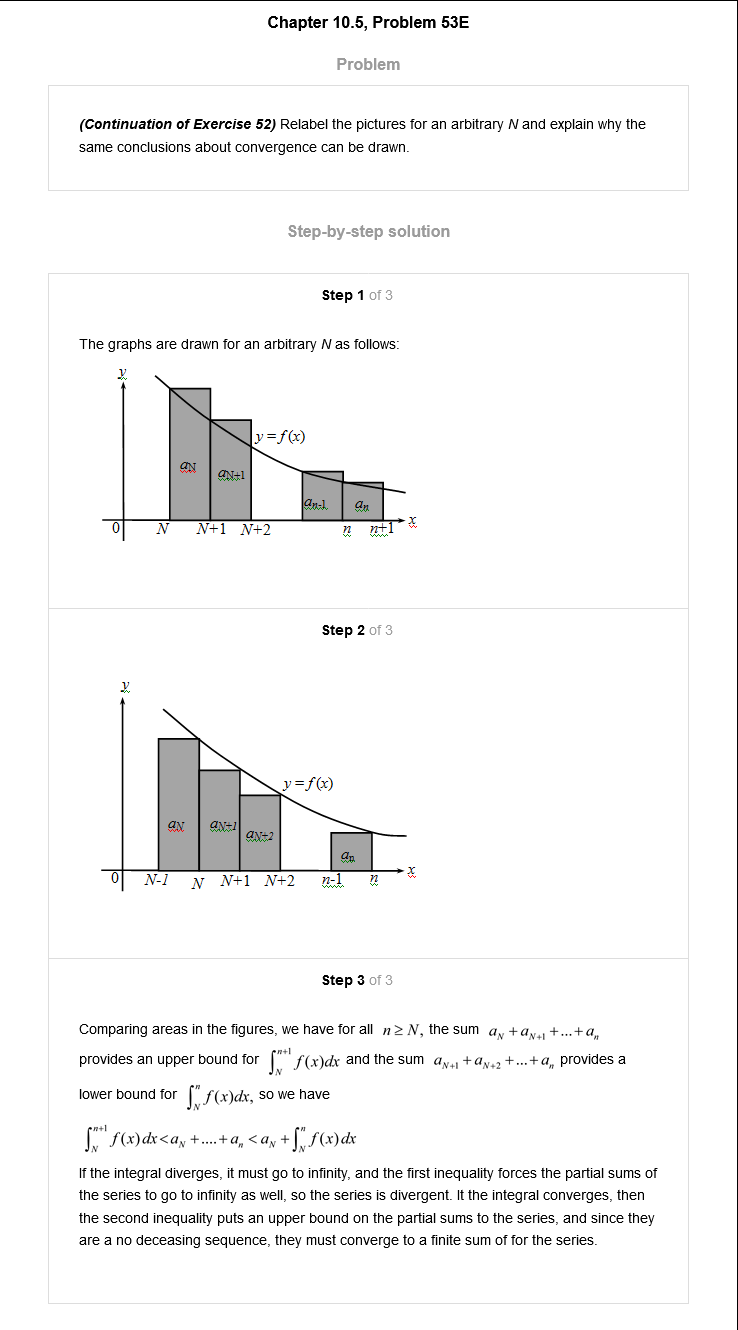 Chapter 10.5, Problem 53E
Problem
(Continuation of Exercise 52) Relabel the pictures for an arbitrary N and explain why the
same conclusions about convergence can be drawn.
Step-by-step solution
Step 1 of 3
The graphs are drawn for an arbitrary N as follows:
y
y = f(x)
a_N
a_{N+1}
a_{n-1}
a_n
0 N N+1 N+2 n n+1 x
Step 2 of 3
y
y = f(x)
a_N
a_{N+1}
a_{N+2}
a_n
0 N-1 N N+1 N+2 n-1 n x
Step 3 of 3
Comparing areas in the figures, we have for all n ≥ N, the sum a_N + a_{N+1} + ... + a_n
provides an upper bound for ∫_N^{n+1} f(x)dx and the sum a_{N+1} + a_{N+2} + ... + a_n provides a
lower bound for ∫_N^n f(x)dx, so we have
∫_N^{n+1} f(x)dx < a_N + .... + a_n < a_N + ∫_N^n f(x)dx
If the integral diverges, it must go to infinity, and the first inequality forces the partial sums of
the series to go to infinity as well, so the series is divergent. It the integral converges, then
the second inequality puts an upper bound on the partial sums to the series, and since they
are a no deceasing sequence, they must converge to a finite sum of for the series.